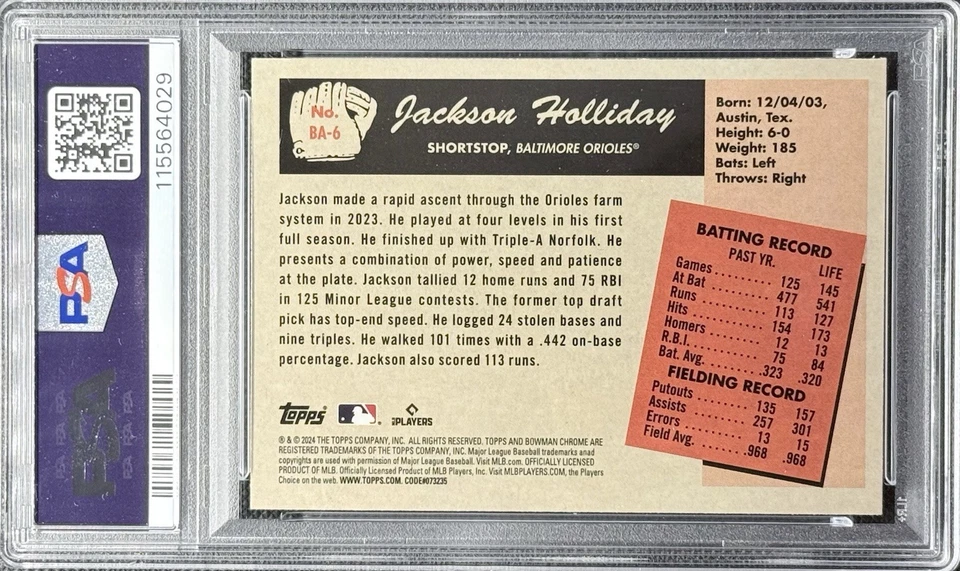 PSA
115564029
PSA
No.
BA-6
Jackson Holliday
SHORTSTOP, BALTIMORE ORIOLES®
Born: 12/04/03,
Austin, Tex.
Height: 6-0
Weight: 185
Bats: Left
Throws: Right
Jackson made a rapid ascent through the Orioles farm
system in 2023. He played at four levels in his first
full season. He finished up with Triple-A Norfolk. He
presents a combination of power, speed and patience
at the plate. Jackson tallied 12 home runs and 75 RBI
in 125 Minor League contests. The former top draft
pick has top-end speed. He logged 24 stolen bases and
nine triples. He walked 101 times with a .442 on-base
percentage. Jackson also scored 113 runs.
BATTING RECORD
PAST YR. LIFE
Games 125 145
At Bat 477 541
Runs 113 127
Hits 154 173
Homers 12 13
R.B.I. 75 84
Bat. Avg. .323 .320
FIELDING RECORD
Putouts 135 157
Assists 257 301
Errors 13 15
Field Avg. .968 .968
Topps
PLAYERS
® & © 2024 THE TOPPS COMPANY, INC. ALL RIGHTS RESERVED. TOPPS AND BOWMAN CHROME ARE
REGISTERED TRADEMARKS OF THE TOPPS COMPANY, INC. Major League Baseball trademarks anad
copyrights are used with permission of Major League Baseball. Visit MLB.com. OFFICIALLY LICENSED
PRODUCT OF MLB. Officially Licensed Product of MLB Players, Inc. Visit MLBPLAYERS.COM, the Players
Choice on the web. WWW.TOPPS.COM. CODE#073235